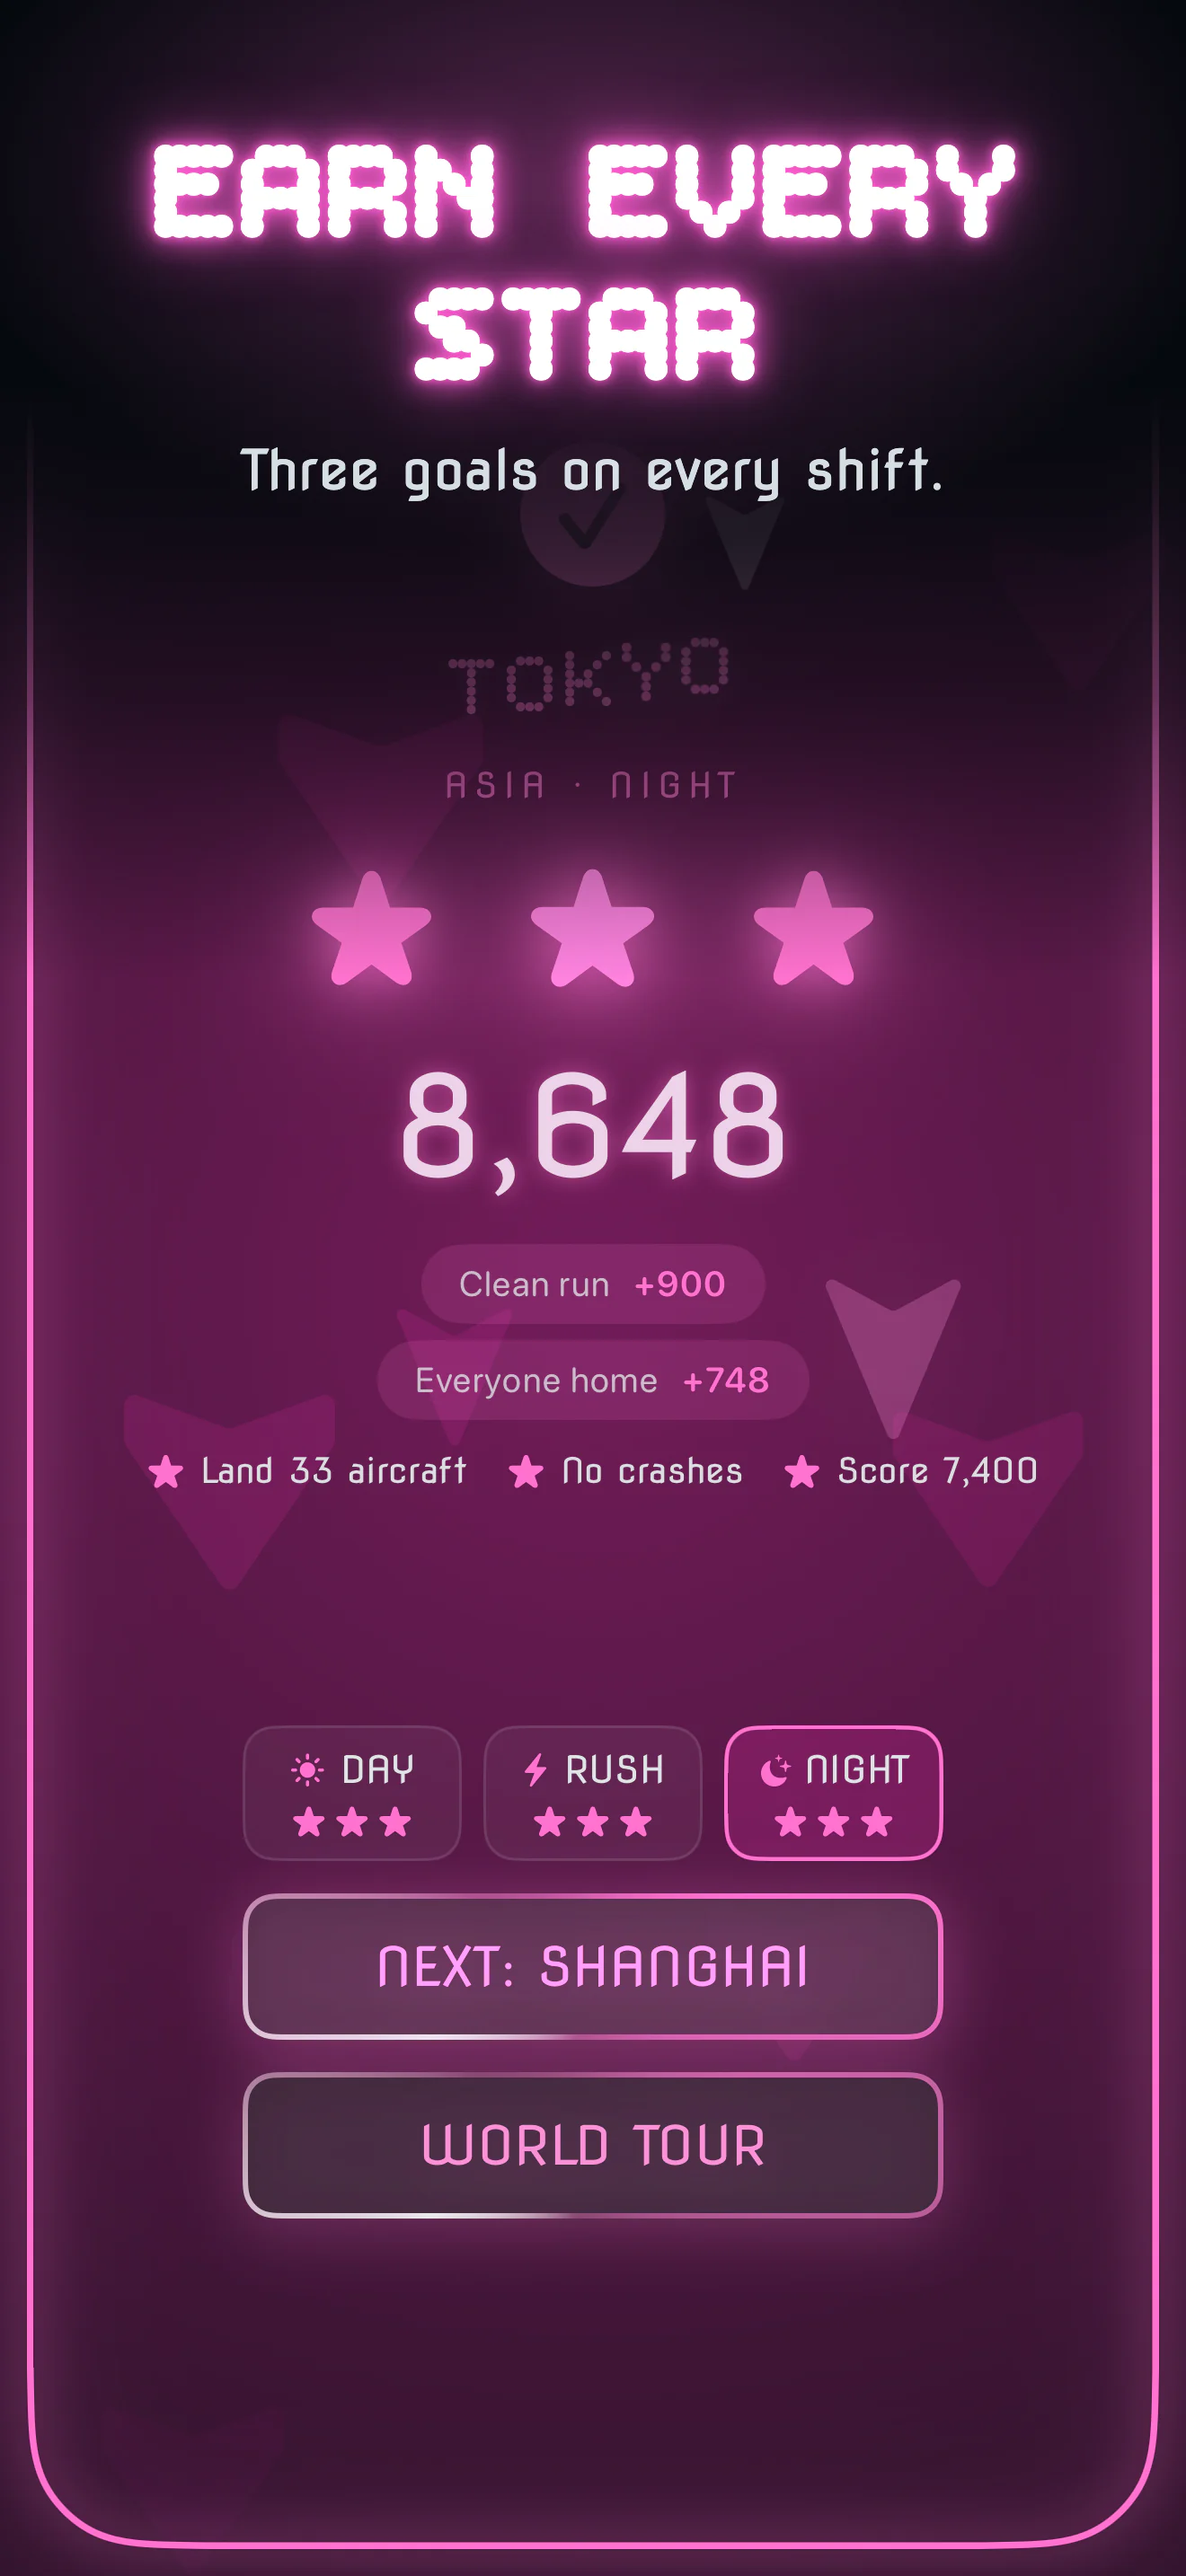 EARN EVERY
STAR
Three goals on every shift.
TOKYO
ASIA · NIGHT
8,648
Clean run +900
Everyone home +748
Land 33 aircraft No crashes Score 7,400
DAY RUSH NIGHT
NEXT: SHANGHAI
WORLD TOUR